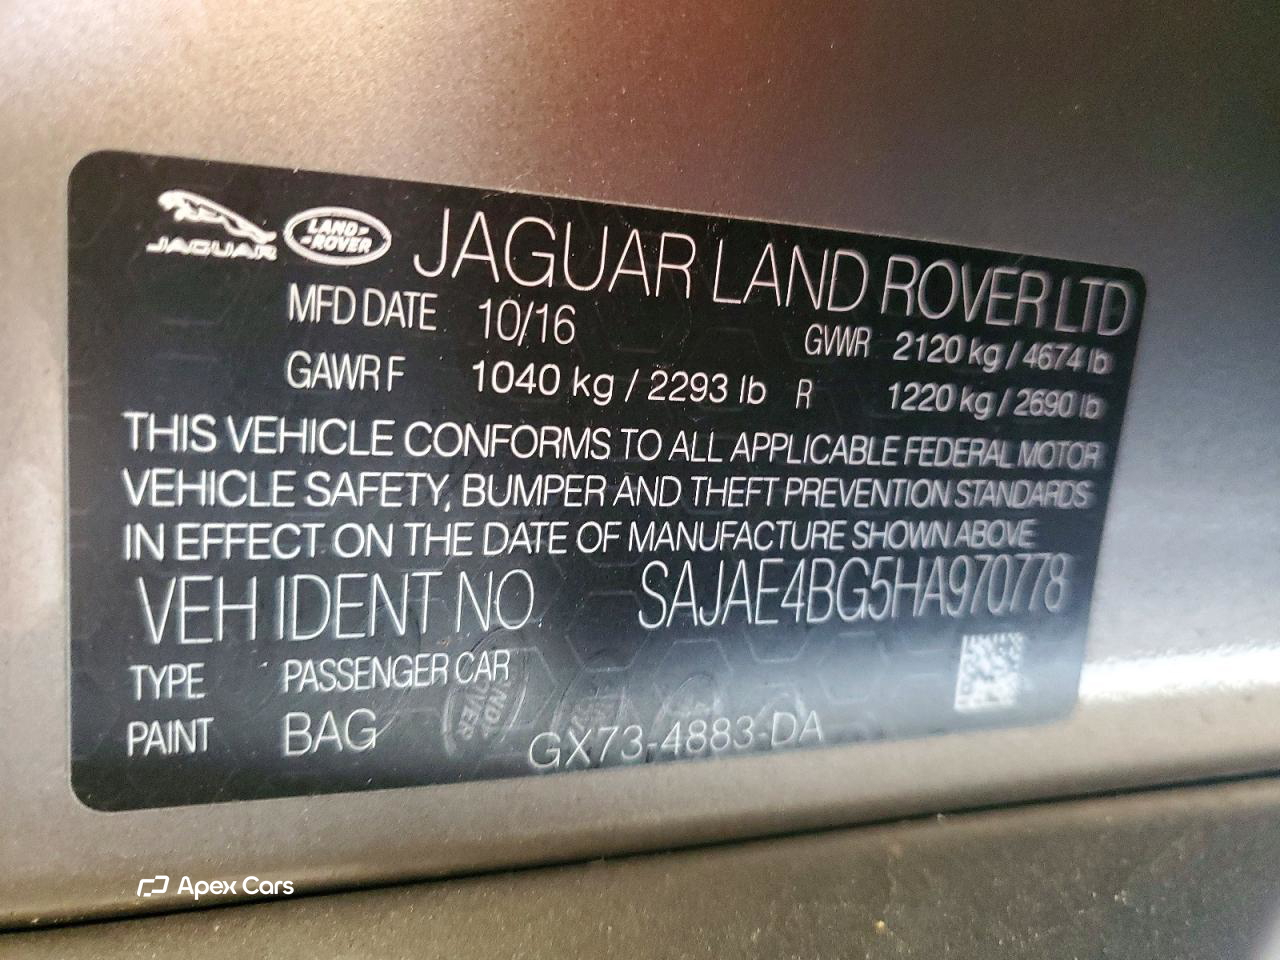 JAGUAR LAND ROVER JAGUAR LAND ROVER LTD
MFD DATE 10/16 GVWR 2120 kg / 4674 lb
GAWR F 1040 kg / 2293 lb R 1220 kg / 2690 lb
THIS VEHICLE CONFORMS TO ALL APPLICABLE FEDERAL MOTOR
VEHICLE SAFETY, BUMPER AND THEFT PREVENTION STANDARDS
IN EFFECT ON THE DATE OF MANUFACTURE SHOWN ABOVE
VEH IDENT NO SAJAE4BG5HA970778
TYPE PASSENGER CAR
PAINT BAG GX73-4883-DA
Apex Cars